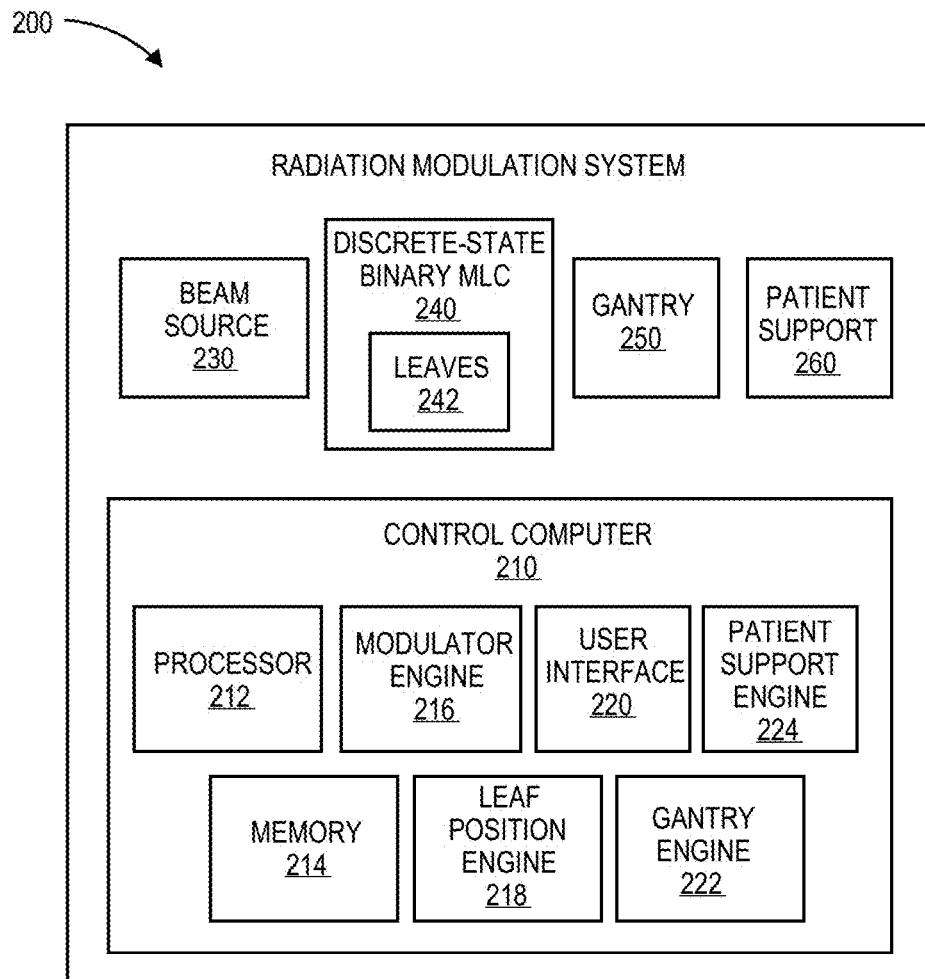 200
RADIATION MODULATION SYSTEM
BEAM
SOURCE
230
DISCRETE-STATE
BINARY MLC
240
LEAVES
242
GANTRY
250
PATIENT
SUPPORT
260
CONTROL COMPUTER
210
PROCESSOR
212
MODULATOR
ENGINE
216
USER
INTERFACE
220
PATIENT
SUPPORT
ENGINE
224
MEMORY
214
LEAF
POSITION
ENGINE
218
GANTRY
ENGINE
222